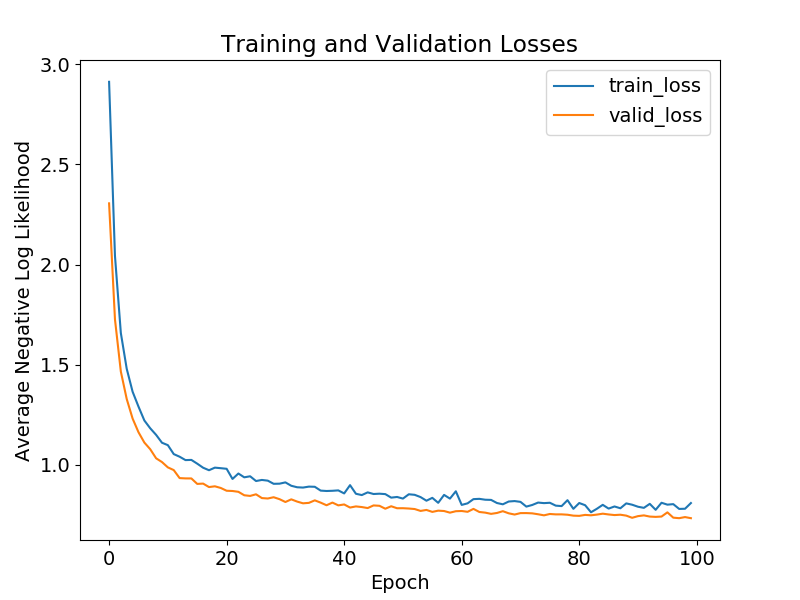 Training and Validation Losses
train_loss
valid_loss
Average Negative Log Likelihood
3.0
2.5
2.0
1.5
1.0
0 20 40 60 80 100
Epoch